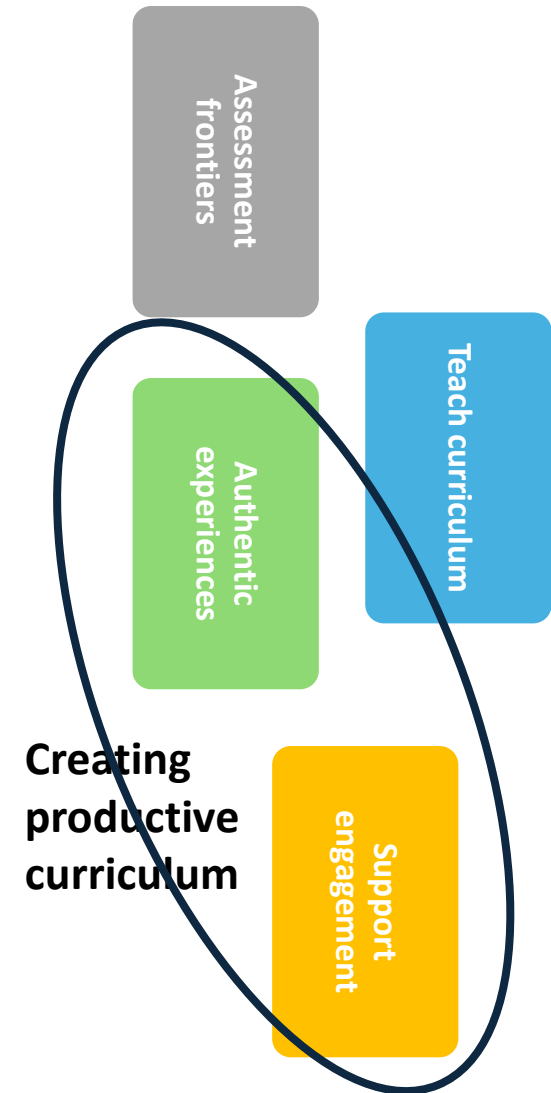 Assessment
frontiers
Teach curriculum
Authentic
experiences
Creating
productive
curriculum
Support
engagement